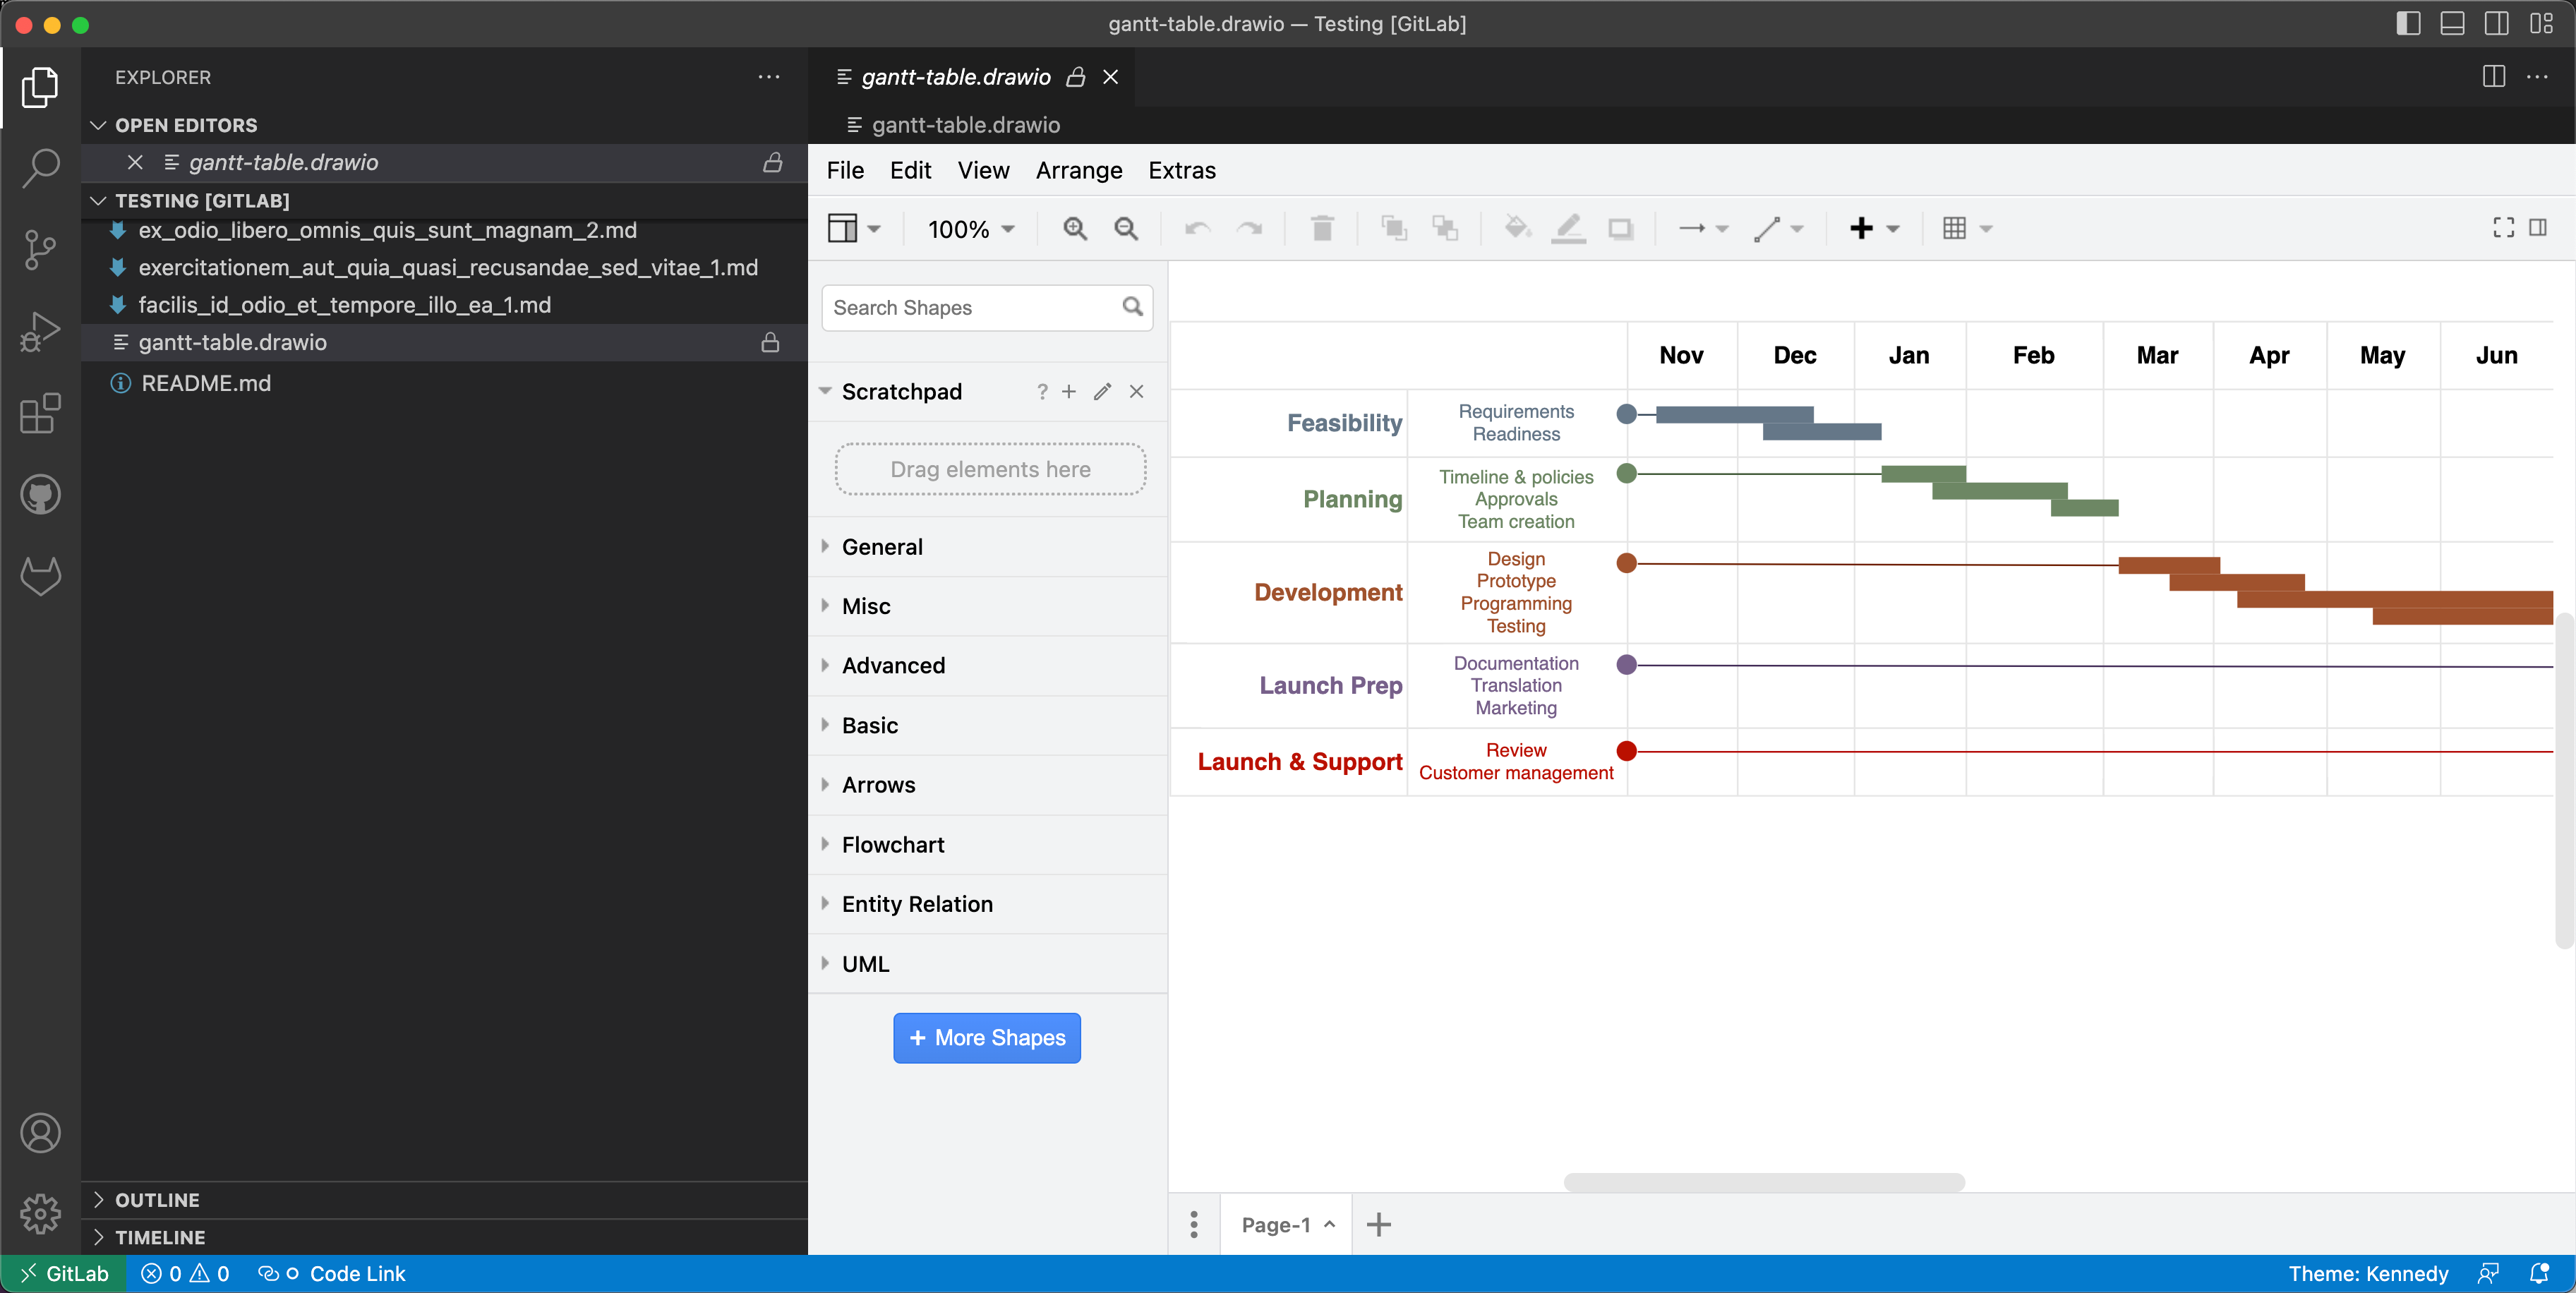 gantt-table.drawio — Testing [GitLab]
EXPLORER
OPEN EDITORS
gantt-table.drawio
TESTING [GITLAB]
ex_odio_libero_omnis_quis_sunt_magnam_2.md
exercitationem_aut_quia_quasi_recusandae_sed_vitae_1.md
facilis_id_odio_et_tempore_illo_ea_1.md
gantt-table.drawio
README.md
OUTLINE
TIMELINE
gantt-table.drawio
gantt-table.drawio
File Edit View Arrange Extras
100%
Search Shapes
Scratchpad ?
Drag elements here
General
Misc
Advanced
Basic
Arrows
Flowchart
Entity Relation
UML
+ More Shapes
Nov Dec Jan Feb Mar Apr May Jun
Feasibility
Requirements
Readiness
Planning
Timeline & policies
Approvals
Team creation
Development
Design
Prototype
Programming
Testing
Launch Prep
Documentation
Translation
Marketing
Launch & Support
Review
Customer management
Page-1
GitLab 0 0 Code Link Theme: Kennedy